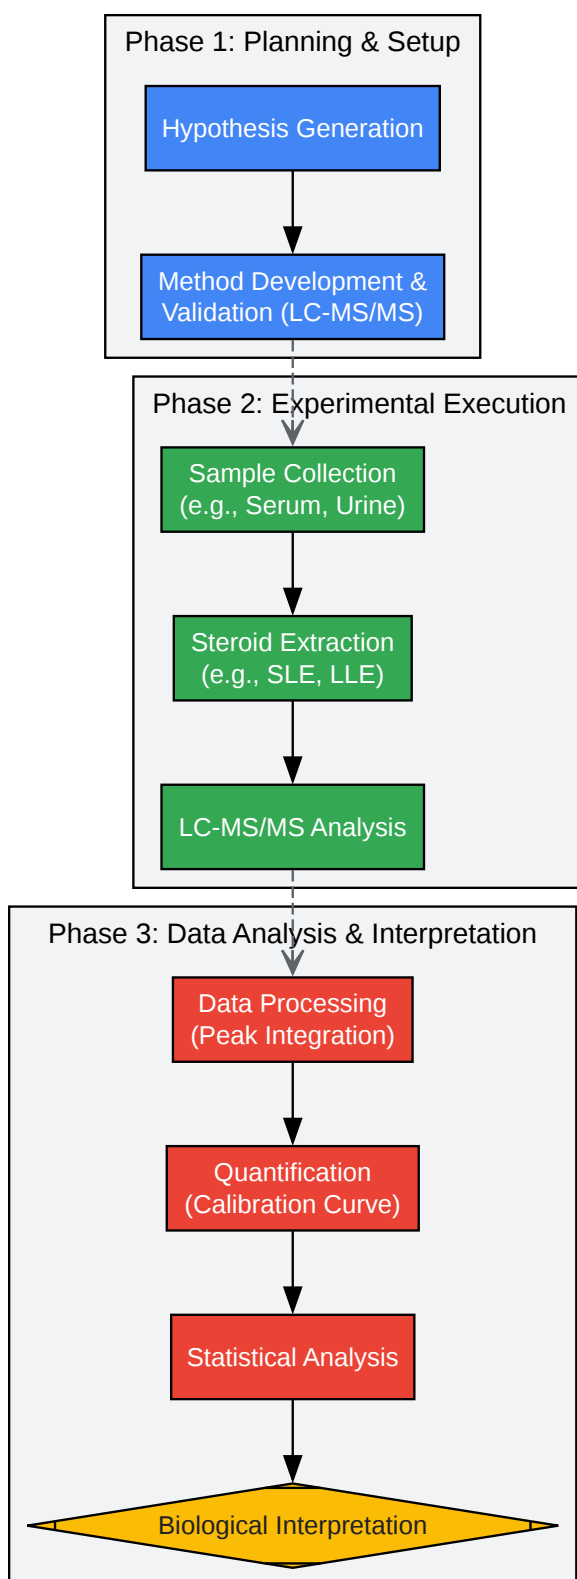 Phase 1: Planning & Setup
Hypothesis Generation
Method Development &
Validation (LC-MS/MS)
Phase 2: Experimental Execution
Sample Collection
(e.g., Serum, Urine)
Steroid Extraction
(e.g., SLE, LLE)
LC-MS/MS Analysis
Phase 3: Data Analysis & Interpretation
Data Processing
(Peak Integration)
Quantification
(Calibration Curve)
Statistical Analysis
Biological Interpretation